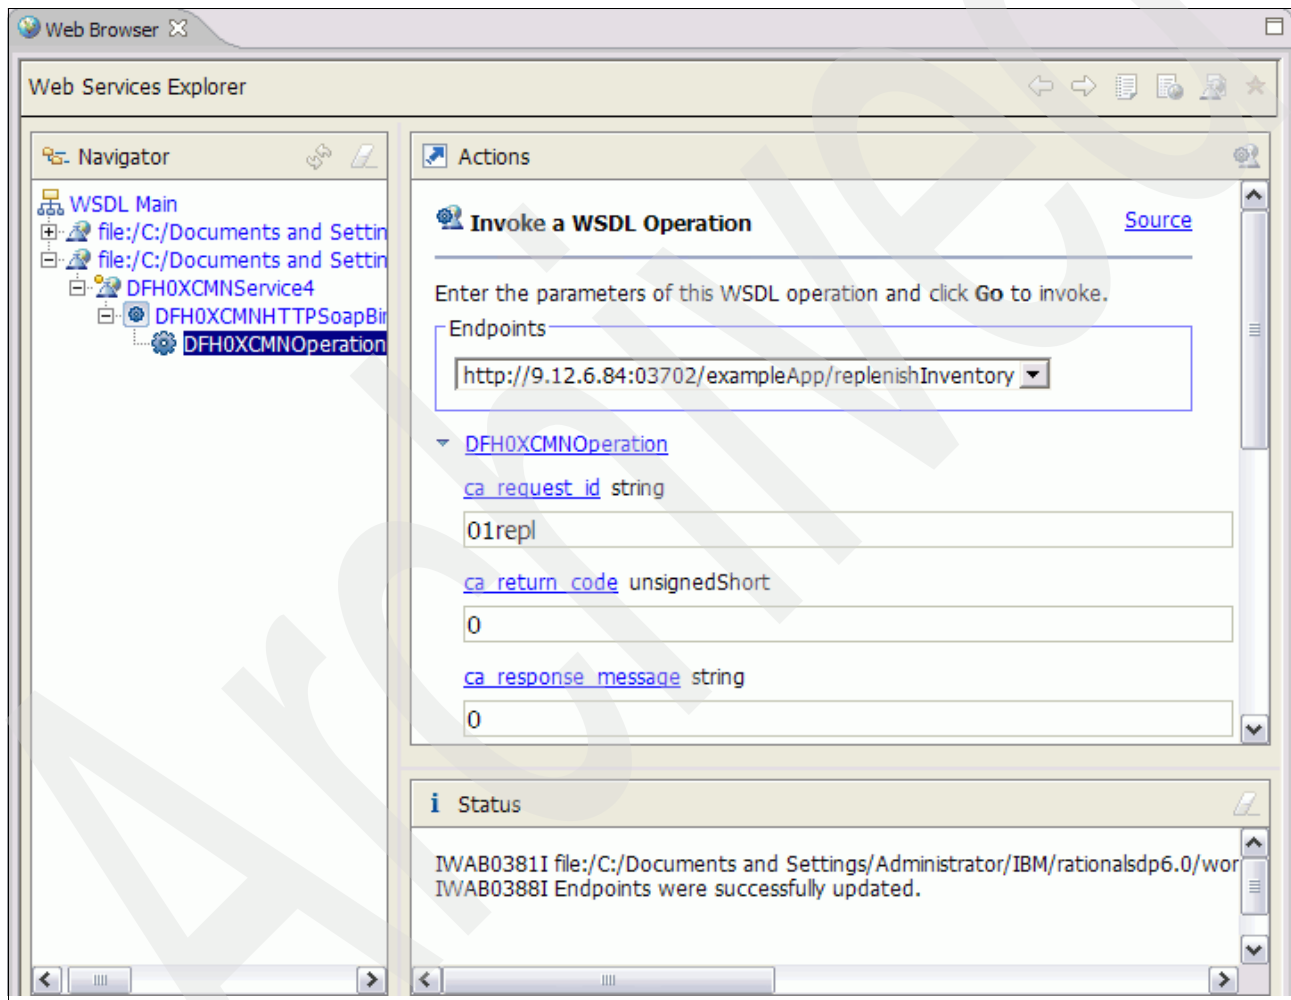 Web Browser
Web Services Explorer
Navigator
WSDL Main
file:/C:/Documents and Settin
file:/C:/Documents and Settin
DFH0XCMNService4
DFH0XCMNHTTPSoapBir
DFH0XCMNOperation
Actions
Invoke a WSDL Operation
Source
Enter the parameters of this WSDL operation and click Go to invoke.
Endpoints
http://9.12.6.84:03702/exampleApp/replenishInventory
DFH0XCMNOperation
ca_request_id string
01repl
ca_return_code unsignedShort
0
ca_response_message string
0
Status
IWAB0381I file:/C:/Documents and Settings/Administrator/IBM/rationalsdp6.0/wor
IWAB0388I Endpoints were successfully updated.
Archived